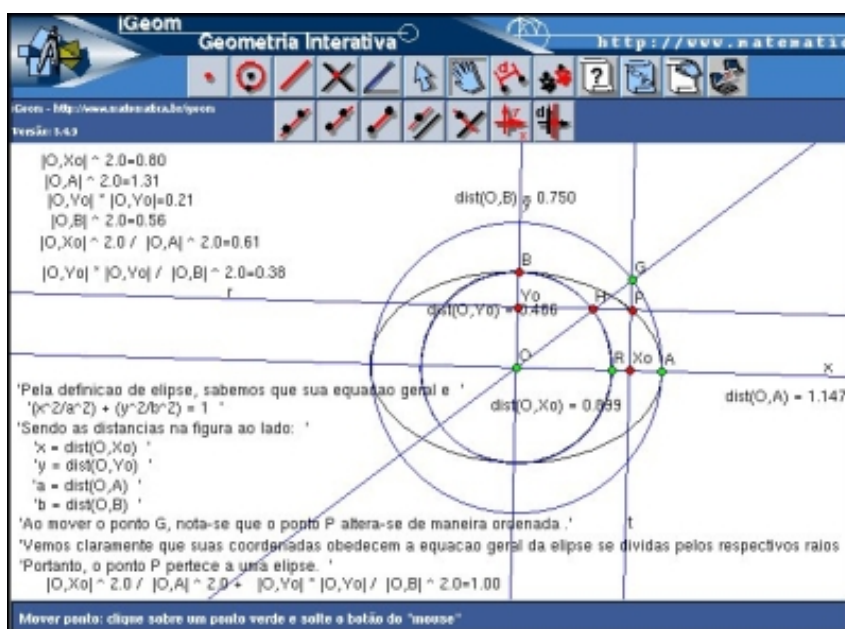 iGeom
Geometria Interativa
http://www.matematic
iGeom - http://www.matematica.br/igeom
Versão: 3.4.9
?
|O,Xo| ^ 2.0=0.80
|O,A| ^ 2.0=1.31
|O,Yo| * |O,Yo|=0.21
|O,B| ^ 2.0=0.56
|O,Xo| ^ 2.0 / |O,A| ^ 2.0=0.61
|O,Yo| * |O,Yo| / |O,B| ^ 2.0=0.38
dist(O,B) = 0.750
y
B
G
r
Yo
H
P
dist(O,Yo) = 0.466
O
R
Xo
A
x
dist(O,Xo) = 0.899
dist(O,A) = 1.147
'Pela definicao de elipse, sabemos que sua equacao geral e '
'(x^2/a^2) + (y^2/b^2) = 1 '
'Sendo as distancias na figura ao lado: '
'x = dist(O,Xo) '
'y = dist(O,Yo) '
'a = dist(O,A) '
'b = dist(O,B) '
'Ao mover o ponto G, nota-se que o ponto P altera-se de maneira ordenada .'
t
'Vemos claramente que suas coordenadas obedecem a equacao geral da elipse se dividas pelos respectivos raios
'Portanto, o ponto P pertece a uma elipse. '
|O,Xo| ^ 2.0 / |O,A| ^ 2.0 + |O,Yo| * |O,Yo| / |O,B| ^ 2.0=1.00
Mover ponto: clique sobre um ponto verde e solte o botão do "mouse"